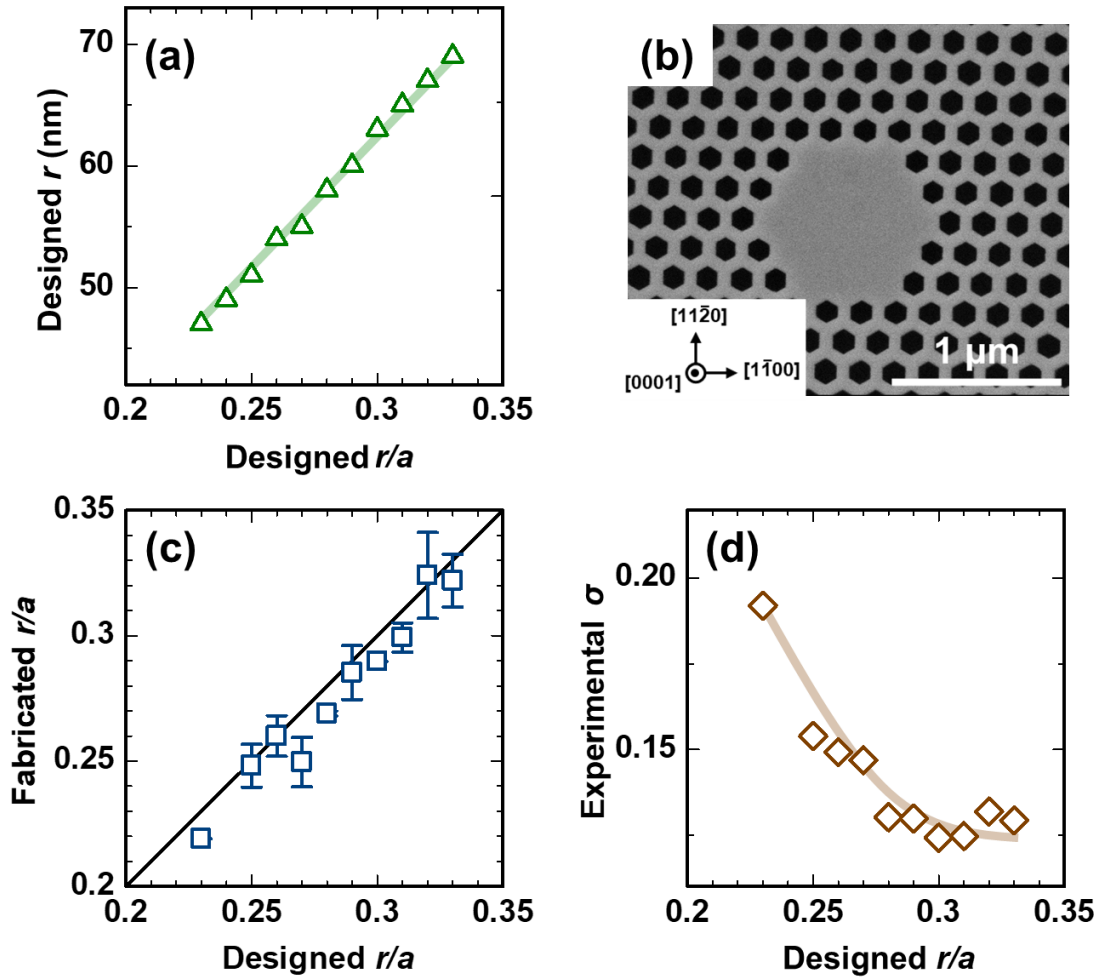 (a)
Designed r (nm)
70
60
50
0.2 0.25 0.3 0.35
Designed r/a
(b)
[112̄0]
[0001]
[11̄00]
1 μm
(c)
Fabricated r/a
0.35
0.3
0.25
0.2
0.2 0.25 0.3 0.35
Designed r/a
(d)
Experimental σ
0.20
0.15
0.2 0.25 0.3 0.35
Designed r/a